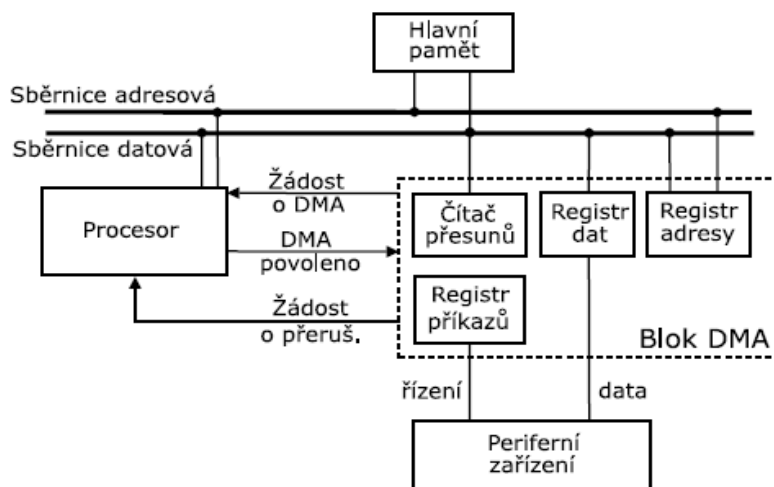 Hlavní
pamět
Sběrnice adresová
Sběrnice datová
Procesor
Žádost
o DMA
DMA
povoleno
Žádost
o přeruš.
Čítač
přesunů
Registr
dat
Registr
adresy
Registr
příkazů
Blok DMA
řízení
data
Periferní
zařízení